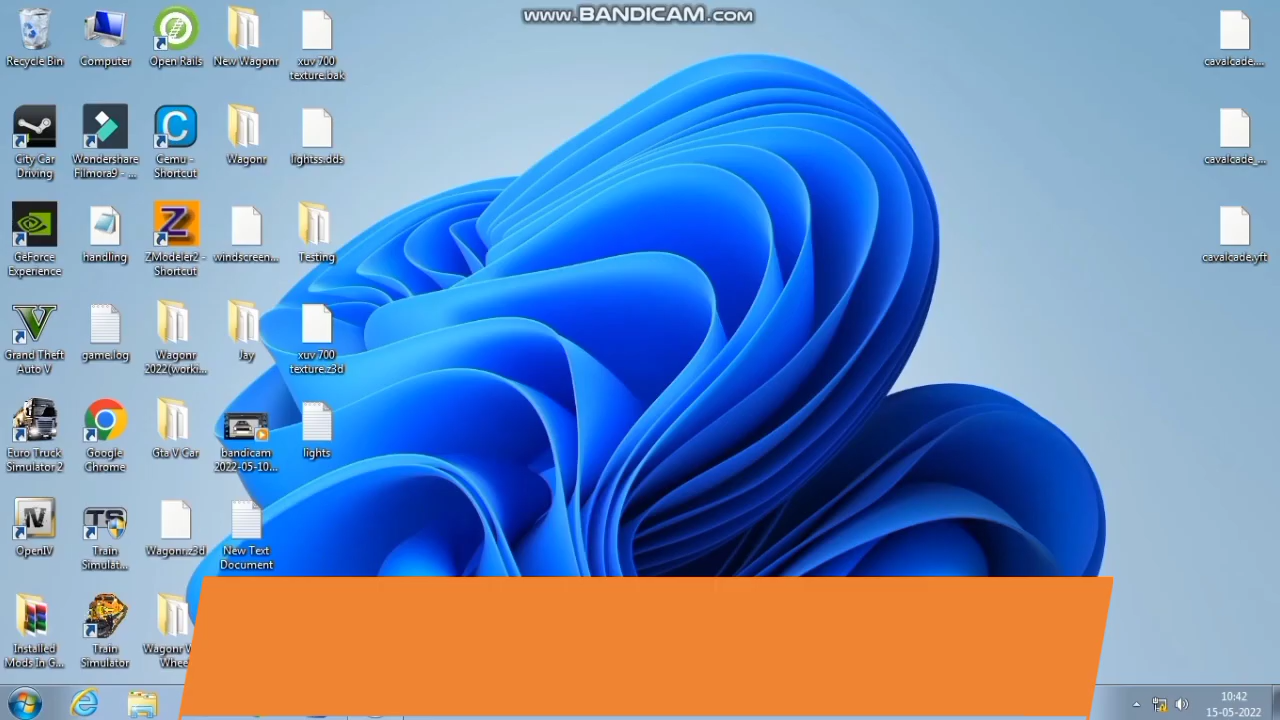 www.BANDICAM.com
Recycle Bin
Computer
Open Rails
New Wagonr
xuv 700
texture.bak
cavalcade....
City Car
Driving
Wondershare
Filmora9 - ...
Cemu -
Shortcut
Wagonr
lightss.dds
cavalcade_...
GeForce
Experience
handling
ZModeler2 -
Shortcut
windscreen...
Testing
cavalcade.yft
Grand Theft
Auto V
game.log
Wagonr
2022(worki...
Jay
xuv 700
texture.z3d
Euro Truck
Simulator 2
Google
Chrome
Gta V Car
bandicam
2022-05-10...
lights
OpenIV
Train
Simulat...
Wagonr.z3d
New Text
Document
Installed
Mods In G...
Train
Simulator
10:42
15-05-2022